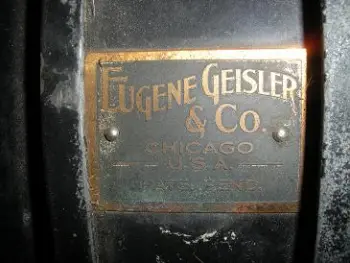 EUGENE GEISLER
& CO.
CHICAGO
U.S.A.